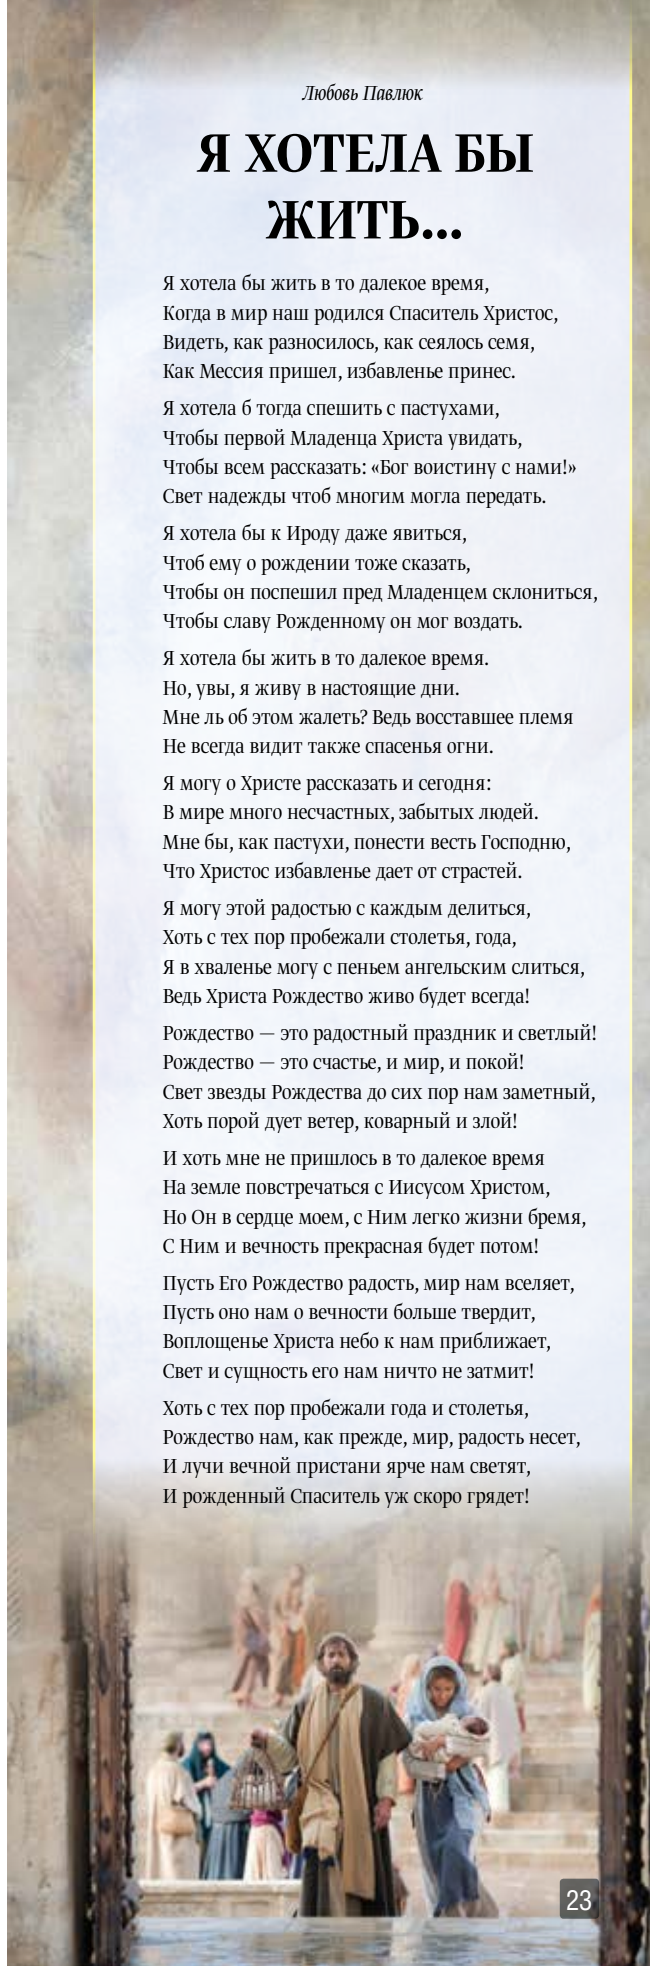 Любовь Павлюк
Я ХОТЕЛА БЫ
ЖИТЬ...
Я хотела бы жить в то далекое время,
Когда в мир наш родился Спаситель Христос,
Видеть, как разносилось, как сеялось семя,
Как Мессия пришел, избавленье принес.
Я хотела б тогда спешить с пастухами,
Чтобы первой Младенца Христа увидать,
Чтобы всем рассказать: «Бог воистину с нами!»
Свет надежды чтоб многим могла передать.
Я хотела бы к Ироду даже явиться,
Чтоб ему о рождении тоже сказать,
Чтобы он поспешил пред Младенцем склониться,
Чтобы славу Рожденному он мог воздать.
Я хотела бы жить в то далекое время.
Но, увы, я живу в настоящие дни.
Мне ль об этом жалеть? Ведь восставшее племя
Не всегда видит также спасенья огни.
Я могу о Христе рассказать и сегодня:
В мире много несчастных, забытых людей.
Мне бы, как пастухи, понести весть Господню,
Что Христос избавленье дает от страстей.
Я могу этой радостью с каждым делиться,
Хоть с тех пор пробежали столетья, года,
Я в хваленье могу с пеньем ангельским слиться,
Ведь Христа Рождество живо будет всегда!
Рождество — это радостный праздник и светлый!
Рождество — это счастье, и мир, и покой!
Свет звезды Рождества до сих пор нам заметный,
Хоть порой дует ветер, коварный и злой!
И хоть мне не пришлось в то далекое время
На земле повстречаться с Иисусом Христом,
Но Он в сердце моем, с Ним легко жизни бремя,
С Ним и вечность прекрасная будет потом!
Пусть Его Рождество радость, мир нам вселяет,
Пусть оно нам о вечности больше твердит,
Воплощенье Христа небо к нам приближает,
Свет и сущность его нам ничто не затмит!
Хоть с тех пор пробежали года и столетья,
Рождество нам, как прежде, мир, радость несет,
И лучи вечной пристани ярче нам светят,
И рожденный Спаситель уж скоро грядет!
23